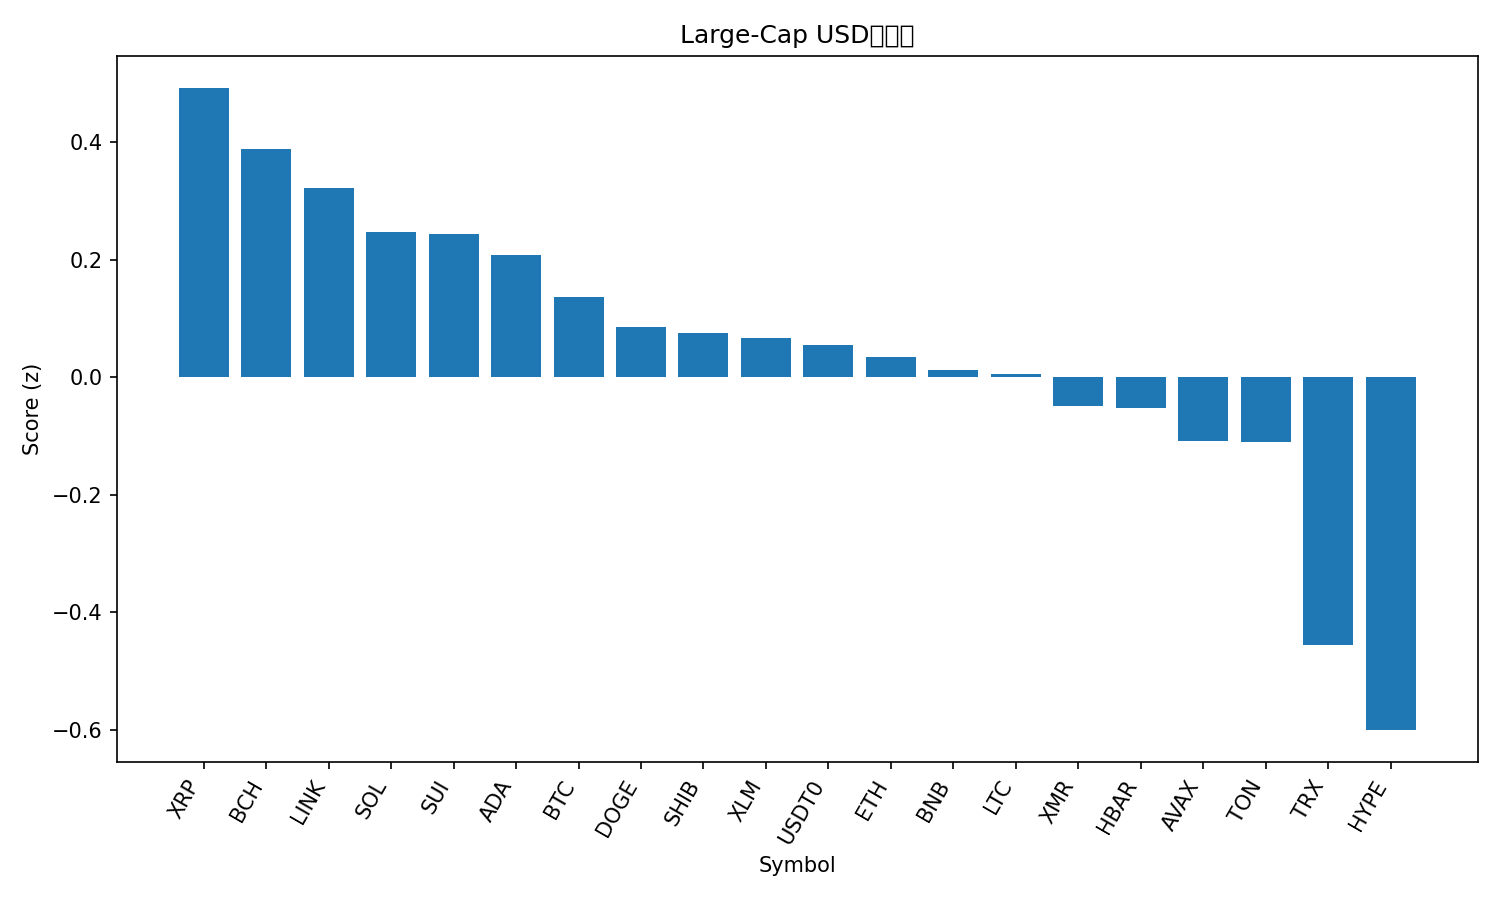 Large-Cap USD
Score (z)
0.4
0.2
0.0
−0.2
−0.4
−0.6
XRP
BCH
LINK
SOL
SUI
ADA
BTC
DOGE
SHIB
XLM
USDT0
ETH
BNB
LTC
XMR
HBAR
AVAX
TON
TRX
HYPE
Symbol